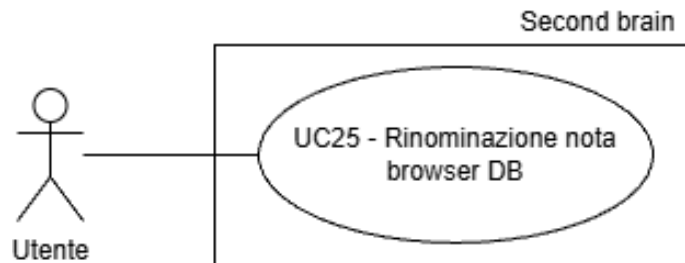 Second brain
UC25 - Rinominazione nota
browser DB
Utente